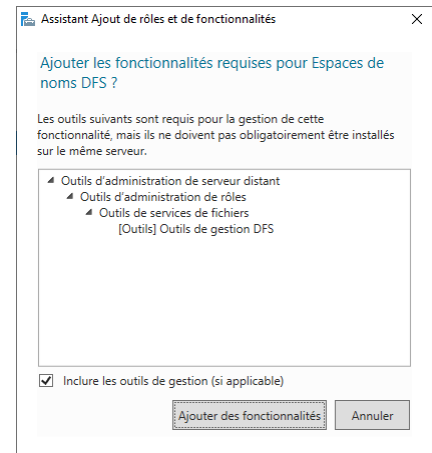 Assistant Ajout de rôles et de fonctionnalités
Ajouter les fonctionnalités requises pour Espaces de
noms DFS ?
Les outils suivants sont requis pour la gestion de cette
fonctionnalité, mais ils ne doivent pas obligatoirement être installés
sur le même serveur.
Outils d'administration de serveur distant
Outils d'administration de rôles
Outils de services de fichiers
[Outils] Outils de gestion DFS
Inclure les outils de gestion (si applicable)
Ajouter des fonctionnalités
Annuler